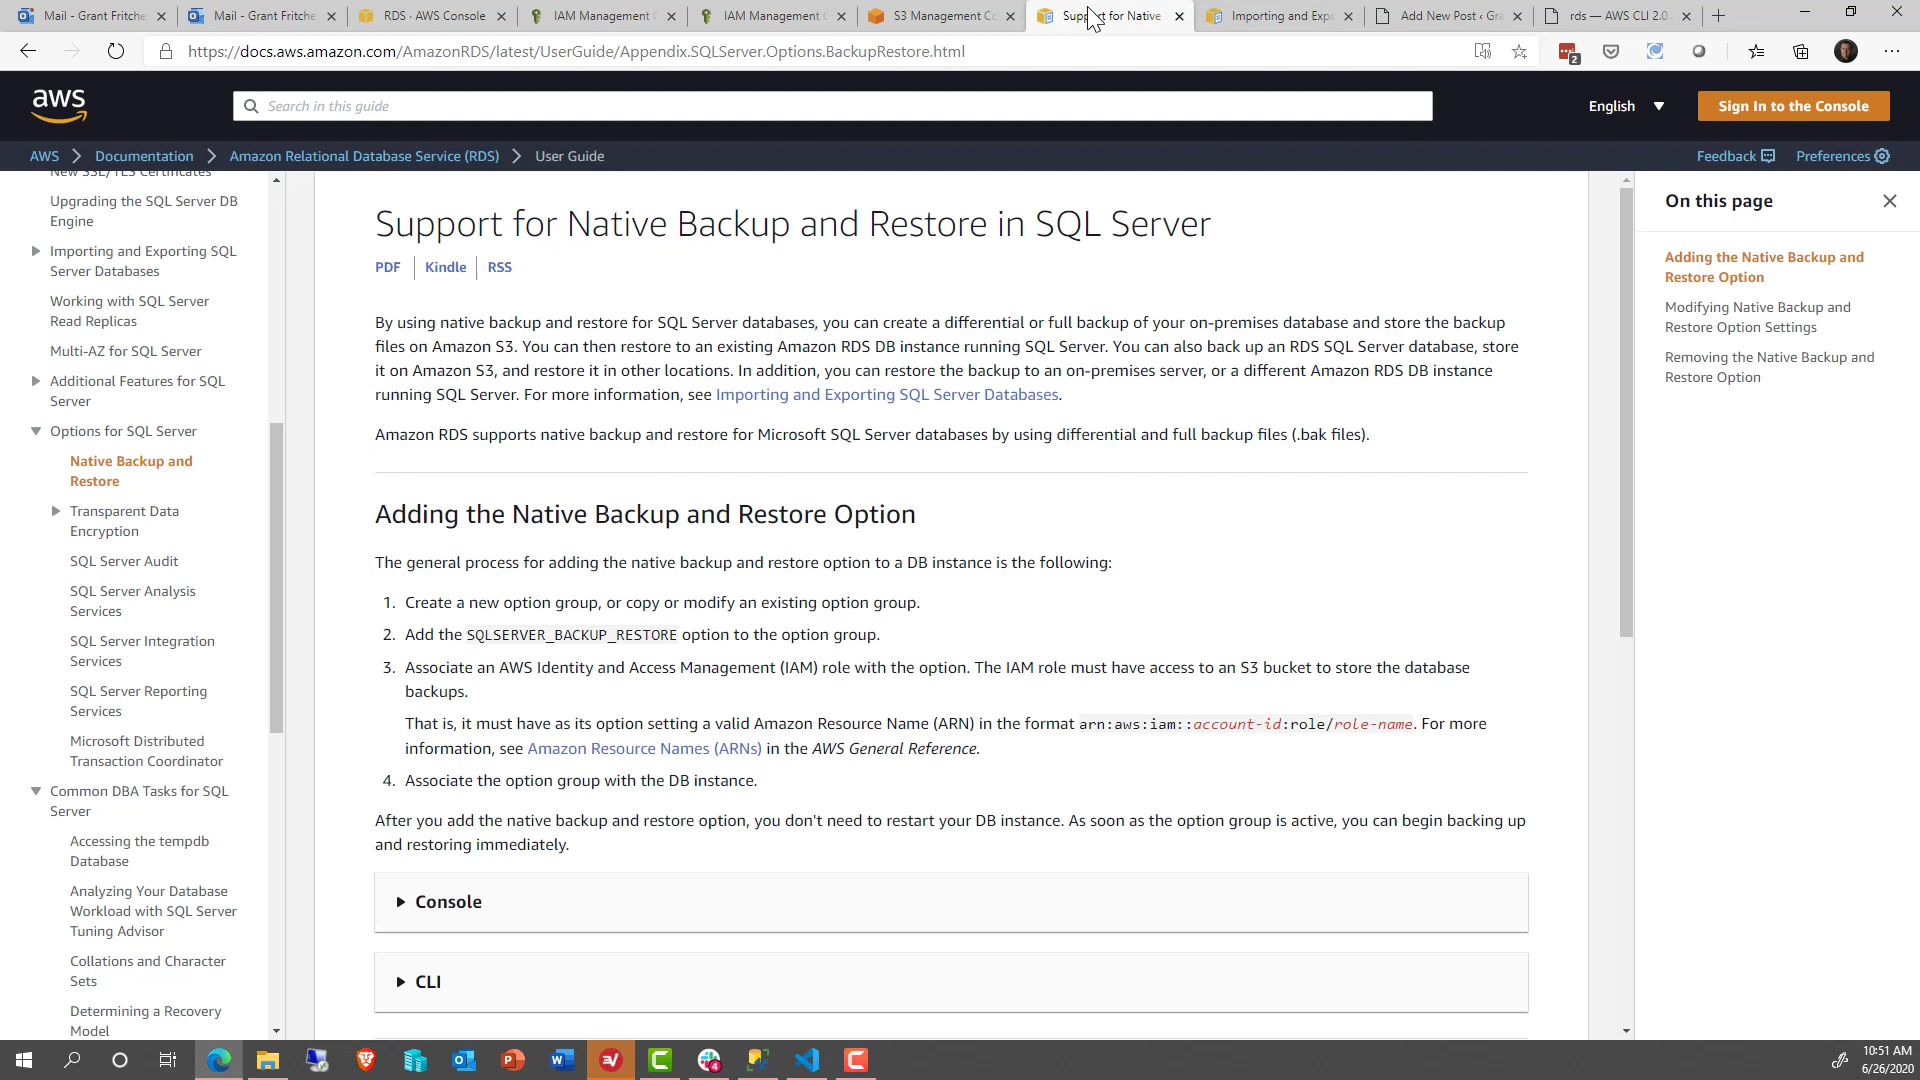 Mail - Grant Fritche
Mail - Grant Fritche
RDS · AWS Console
IAM Management C
IAM Management C
S3 Management Co
Support for Native
Importing and Expo
Add New Post ‹ Gra
rds — AWS CLI 2.0.
https://docs.aws.amazon.com/AmazonRDS/latest/UserGuide/Appendix.SQLServer.Options.BackupRestore.html
2
aws
Search in this guide
English
Sign In to the Console
AWS
Documentation
Amazon Relational Database Service (RDS)
User Guide
Feedback
Preferences
New SSL/TLS Certificates
Upgrading the SQL Server DB
Engine
Importing and Exporting SQL
Server Databases
Working with SQL Server
Read Replicas
Multi-AZ for SQL Server
Additional Features for SQL
Server
Options for SQL Server
Native Backup and
Restore
Transparent Data
Encryption
SQL Server Audit
SQL Server Analysis
Services
SQL Server Integration
Services
SQL Server Reporting
Services
Microsoft Distributed
Transaction Coordinator
Common DBA Tasks for SQL
Server
Accessing the tempdb
Database
Analyzing Your Database
Workload with SQL Server
Tuning Advisor
Collations and Character
Sets
Determining a Recovery
Model
Support for Native Backup and Restore in SQL Server
PDF
Kindle
RSS
By using native backup and restore for SQL Server databases, you can create a differential or full backup of your on-premises database and store the backup
files on Amazon S3. You can then restore to an existing Amazon RDS DB instance running SQL Server. You can also back up an RDS SQL Server database, store
it on Amazon S3, and restore it in other locations. In addition, you can restore the backup to an on-premises server, or a different Amazon RDS DB instance
running SQL Server. For more information, see Importing and Exporting SQL Server Databases.
Amazon RDS supports native backup and restore for Microsoft SQL Server databases by using differential and full backup files (.bak files).
Adding the Native Backup and Restore Option
The general process for adding the native backup and restore option to a DB instance is the following:
1. Create a new option group, or copy or modify an existing option group.
2. Add the SQLSERVER_BACKUP_RESTORE option to the option group.
3. Associate an AWS Identity and Access Management (IAM) role with the option. The IAM role must have access to an S3 bucket to store the database
backups.
That is, it must have as its option setting a valid Amazon Resource Name (ARN) in the format arn:aws:iam::account-id:role/role-name. For more
information, see Amazon Resource Names (ARNs) in the AWS General Reference.
4. Associate the option group with the DB instance.
After you add the native backup and restore option, you don't need to restart your DB instance. As soon as the option group is active, you can begin backing up
and restoring immediately.
Console
CLI
On this page
Adding the Native Backup and
Restore Option
Modifying Native Backup and
Restore Option Settings
Removing the Native Backup and
Restore Option
4
10:51 AM
6/26/2020